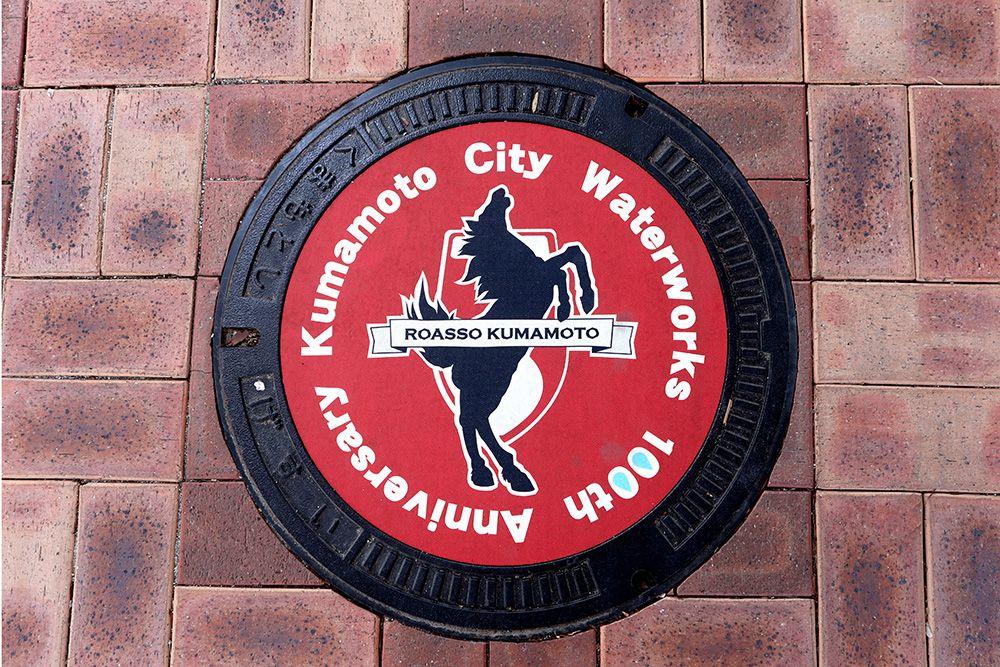 Kumamoto City Waterworks 100th Anniversary
ROASSO KUMAMOTO